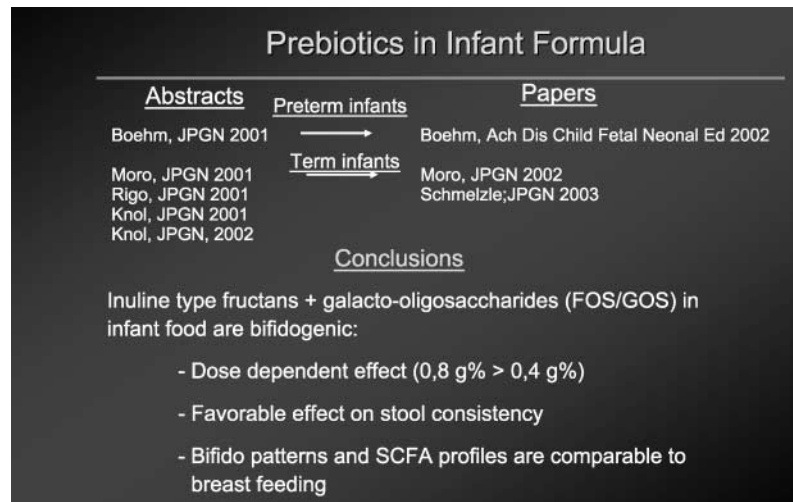 Prebiotics in Infant Formula
Abstracts
Preterm infants
Papers
Boehm, JPGN 2001
Boehm, Ach Dis Child Fetal Neonal Ed 2002
Term infants
Moro, JPGN 2001
Moro, JPGN 2002
Rigo, JPGN 2001
Schmelzle;JPGN 2003
Knol, JPGN 2001
Knol, JPGN, 2002
Conclusions
Inuline type fructans + galacto-oligosaccharides (FOS/GOS) in
infant food are bifidogenic:
- Dose dependent effect (0,8 g% > 0,4 g%)
- Favorable effect on stool consistency
- Bifido patterns and SCFA profiles are comparable to
breast feeding